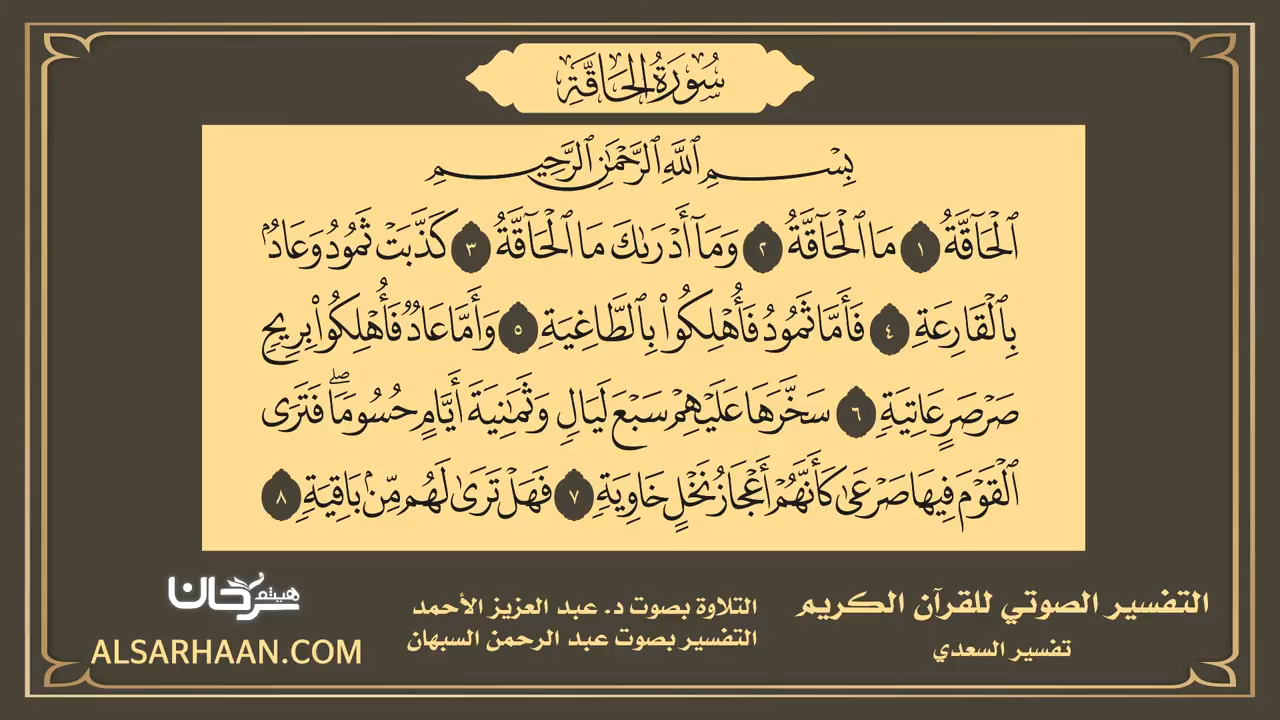 سُورَةُ الحَاقَّةِ
بِسْمِ ٱللَّهِ ٱلرَّحْمَٰنِ ٱلرَّحِيمِ
ٱلْحَآقَّةُ ١ مَا ٱلْحَآقَّةُ ٢ وَمَآ أَدْرَىٰكَ مَا ٱلْحَآقَّةُ ٣ كَذَّبَتْ ثَمُودُ وَعَادُۢ
بِٱلْقَارِعَةِ ٤ فَأَمَّا ثَمُودُ فَأُهْلِكُوا۟ بِٱلطَّاغِيَةِ ٥ وَأَمَّا عَادٌ فَأُهْلِكُوا۟ بِرِيحٍ
صَرْصَرٍ عَاتِيَةٍ ٦ سَخَّرَهَا عَلَيْهِمْ سَبْعَ لَيَالٍ وَثَمَٰنِيَةَ أَيَّامٍ حُسُومًاۖ فَتَرَى
ٱلْقَوْمَ فِيهَا صَرْعَىٰ كَأَنَّهُمْ أَعْجَازُ نَخْلٍ خَاوِيَةٍ ٧ فَهَلْ تَرَىٰ لَهُم مِّنۢ بَاقِيَةٍ ٨
التفسير الصوتي للقرآن الكريم
تفسير السعدي
التلاوة بصوت د. عبد العزيز الأحمد
التفسير بصوت عبد الرحمن السبهان
هيثم سرحان
ALSARHAAN.COM